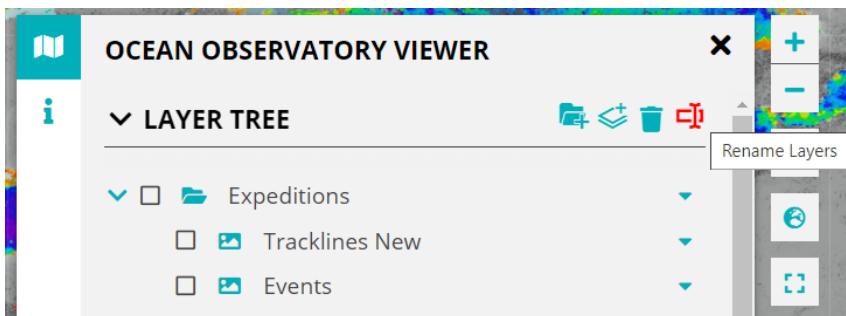 OCEAN OBSERVATORY VIEWER
LAYER TREE
Rename Layers
Expeditions
Tracklines New
Events